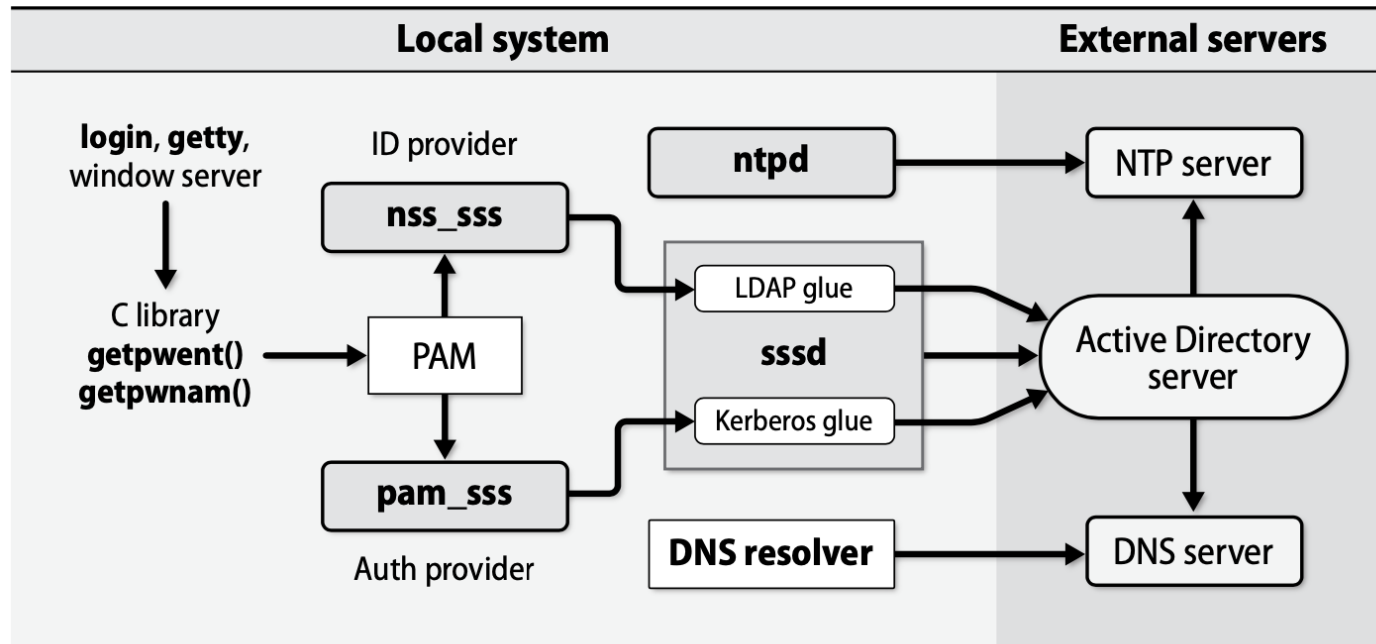 Local system
External servers
login, getty,
window server
C library
getpwent()
getpwnam()
ID provider
nss_sss
PAM
pam_sss
Auth provider
ntpd
LDAP glue
sssd
Kerberos glue
DNS resolver
NTP server
Active Directory
server
DNS server